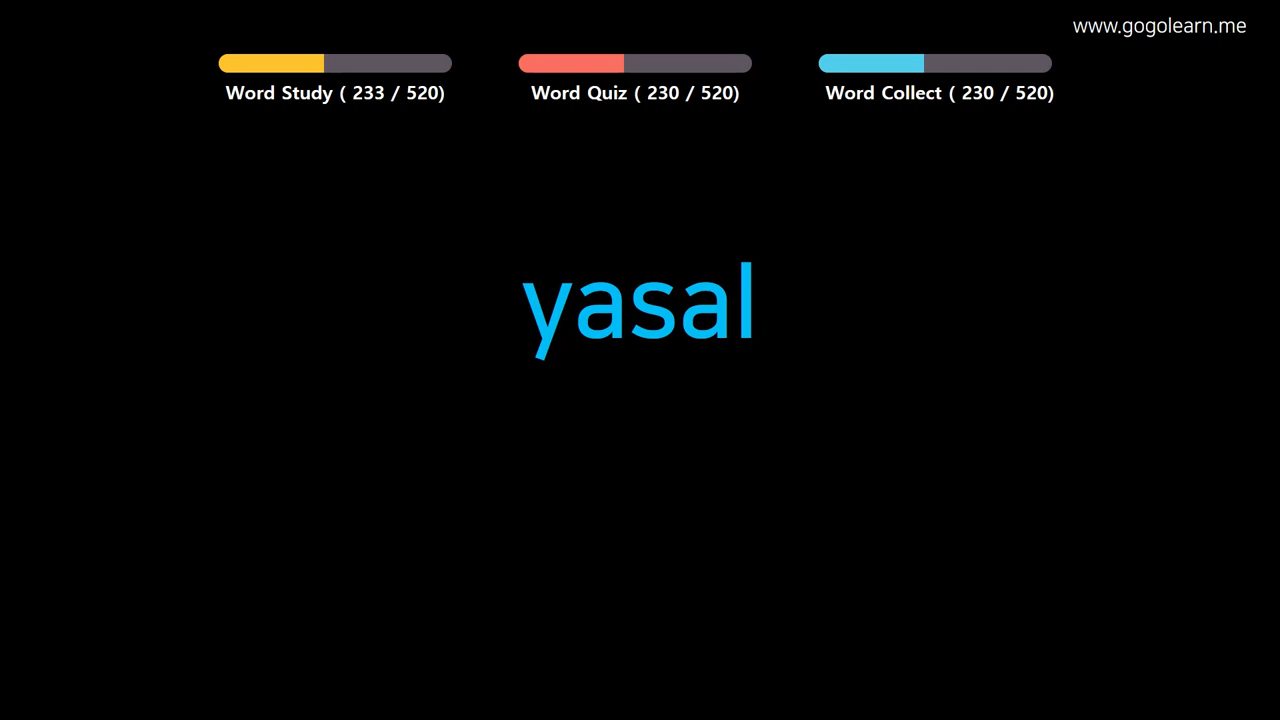 www.gogolearn.me
Word Study ( 233 / 520)
Word Quiz ( 230 / 520)
Word Collect ( 230 / 520)
yasal